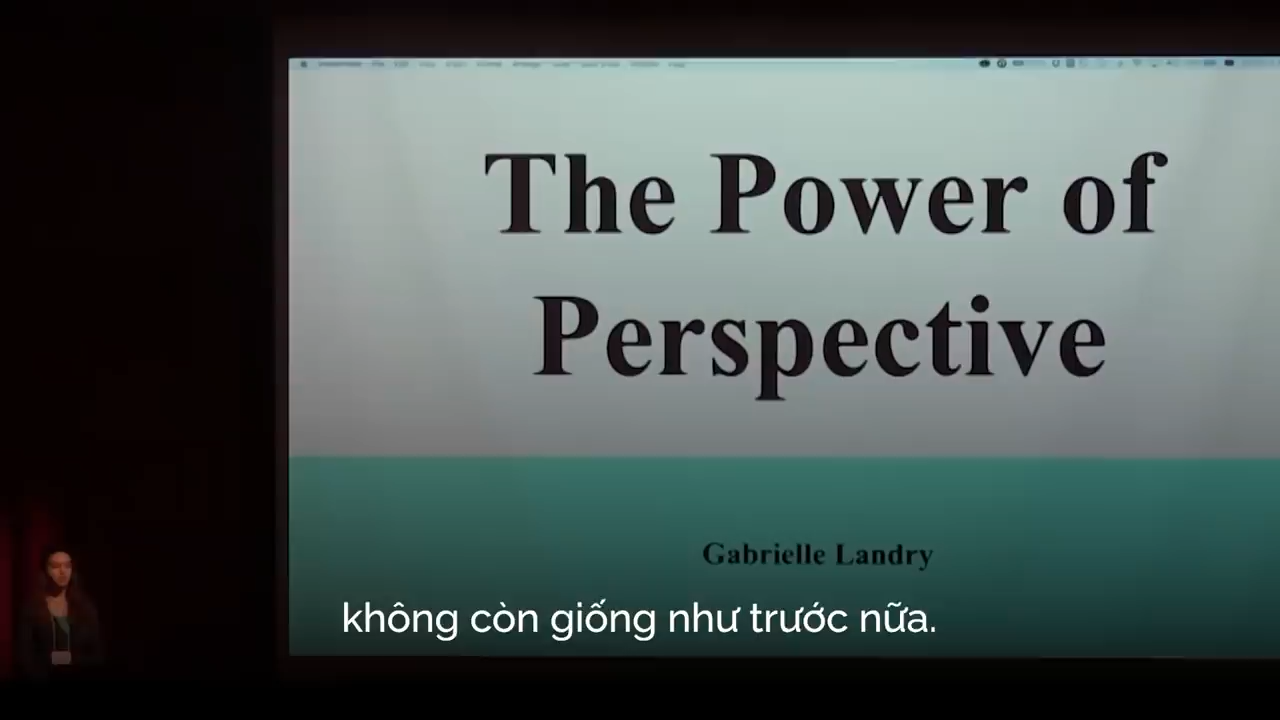 The Power of
Perspective
Gabrielle Landry
không còn giống như trước nữa.